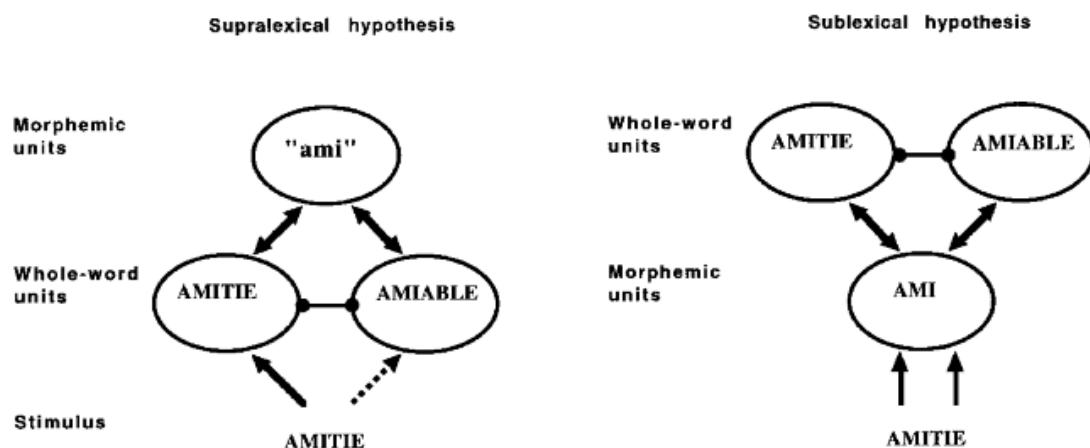 Supralexical hypothesis
Morphemic
units
"ami"
Whole-word
units
AMITIE
AMIABLE
Stimulus
AMITIE
Sublexical hypothesis
Whole-word
units
AMITIE
AMIABLE
Morphemic
units
AMI
AMITIE